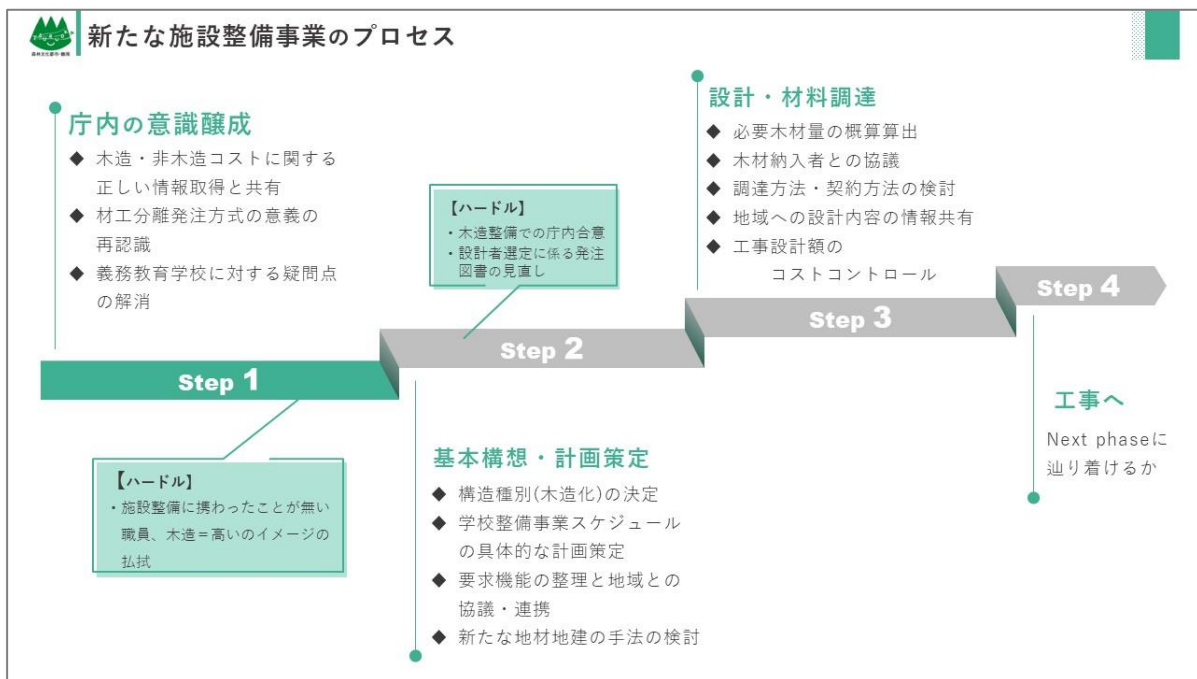 新たな施設整備事業のプロセス
庁内の意識醸成
◆ 木造・非木造コストに関する
正しい情報取得と共有
◆ 材工分離発注方式の意義の
再認識
◆ 義務教育学校に対する疑問点
の解消
【ハードル】
・木造整備での庁内合意
・設計者選定に係る発注
図書の見直し
設計・材料調達
◆ 必要木材量の概算算出
◆ 木材納入者との協議
◆ 調達方法・契約方法の検討
◆ 地域への設計内容の情報共有
◆ 工事設計額の
コストコントロール
Step 1
Step 2
Step 3
Step 4
【ハードル】
・施設整備に携わったことが無い
職員、木造＝高いのイメージの
払拭
基本構想・計画策定
◆ 構造種別(木造化)の決定
◆ 学校整備事業スケジュール
の具体的な計画策定
◆ 要求機能の整理と地域との
協議・連携
◆ 新たな地材地建の手法の検討
工事へ
Next phaseに
辿り着けるか